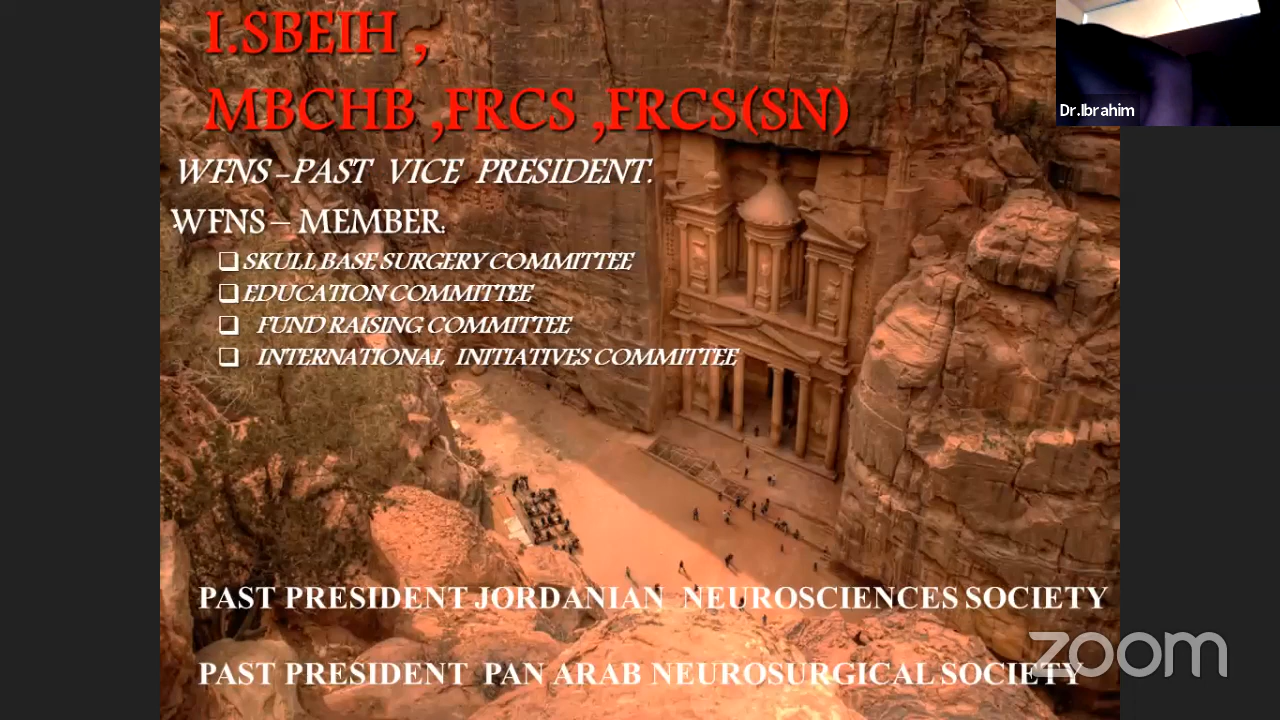 I.SBEIH ,
MBCHB ,FRCS ,FRCS(SN)
Dr.Ibrahim
WFNS -PAST VICE PRESIDENT.
WFNS – MEMBER.
❑ SKULL BASE SURGERY COMMITTEE
❑ EDUCATION COMMITTEE
❑ FUND RAISING COMMITTEE
❑ INTERNATIONAL INITIATIVES COMMITTEE
PAST PRESIDENT JORDANIAN NEUROSCIENCES SOCIETY
zoom
PAST PRESIDENT PAN ARAB NEUROSURGICAL SOCIETY